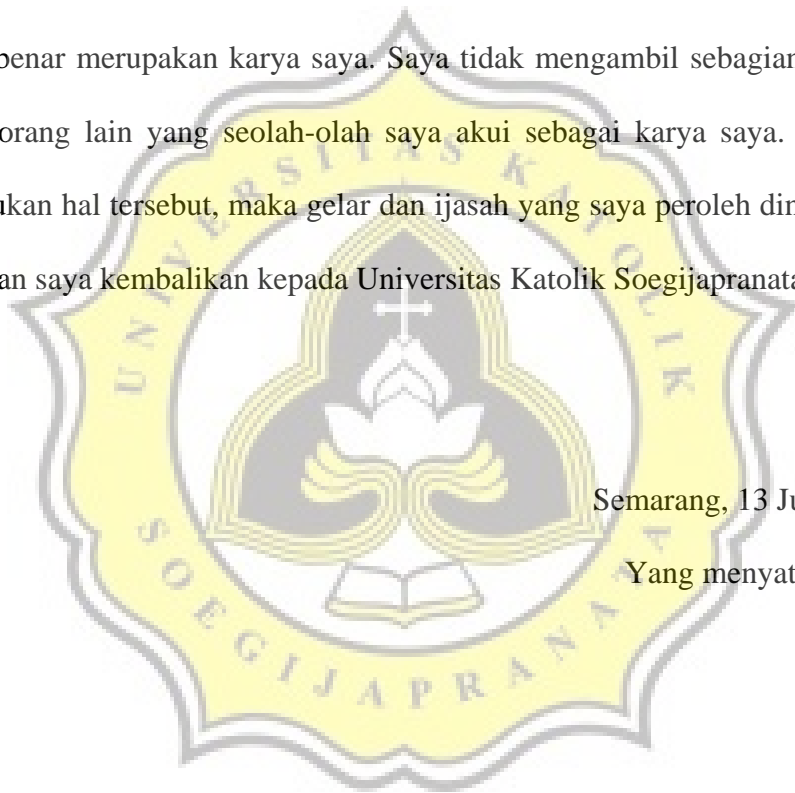 benar merupakan karya saya. Saya tidak mengambil sebagian
orang lain yang seolah-olah saya akui sebagai karya saya.
ukan hal tersebut, maka gelar dan ijasah yang saya peroleh din
an saya kembalikan kepada Universitas Katolik Soegijapranata
UNIVERSITAS KATOLIK
Semarang, 13 Ju
Yang menyat
SOEGIJAPRANATA